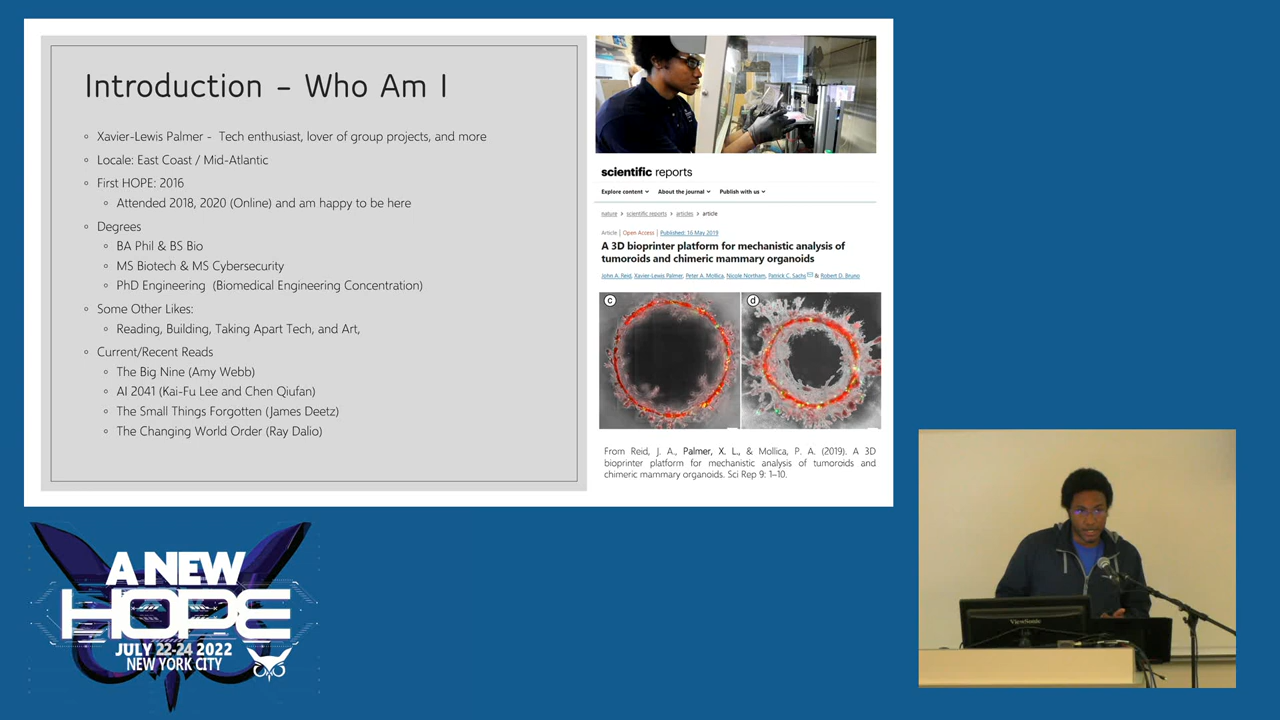 Introduction – Who Am I
Xavier-Lewis Palmer - Tech enthusiast, lover of group projects, and more
Locale: East Coast / Mid-Atlantic
First HOPE: 2016
Attended 2018, 2020 (Online) and am happy to be here
Degrees
BA Phil & BS Bio
MS Biotech & MS Cybersecurity
PhD Engineering (Biomedical Engineering Concentration)
Some Other Likes:
Reading, Building, Taking Apart Tech, and Art,
Current/Recent Reads
The Big Nine (Amy Webb)
AI 2041 (Kai-Fu Lee and Chen Qiufan)
The Small Things Forgotten (James Deetz)
The Changing World Order (Ray Dalio)
scientific reports
Explore content About the journal Publish with us
nature > scientific reports > articles > article
Article | Open Access | Published: 16 May 2019
A 3D bioprinter platform for mechanistic analysis of
tumoroids and chimeric mammary organoids
John A. Reid, Xavier-Lewis Palmer, Peter A. Mollica, Nicole Northam, Patrick C. Sachs & Robert D. Bruno
c d
From Reid, J. A., Palmer, X. L., & Mollica, P. A. (2019). A 3D
bioprinter platform for mechanistic analysis of tumoroids and
chimeric mammary organoids. Sci Rep 9: 1–10.
A NEW
HOPE
JULY 22-24 2022
NEW YORK CITY
ViewSonic